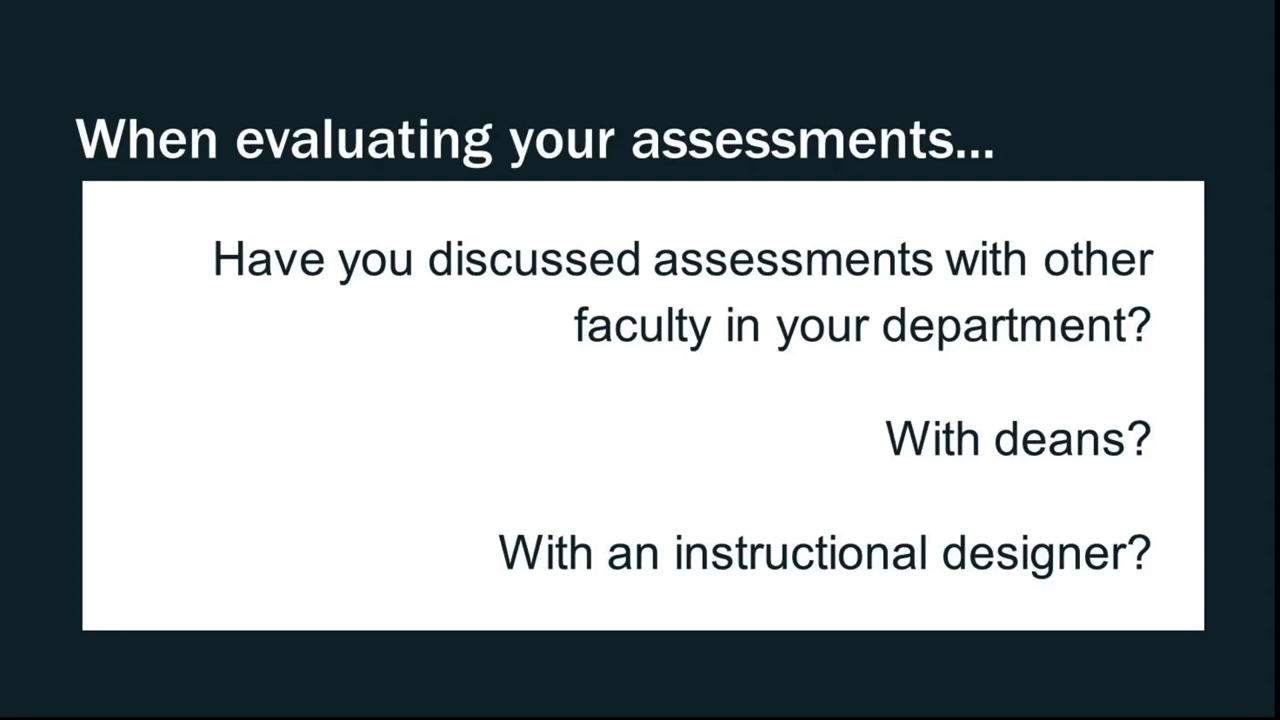 When evaluating your assessments...
Have you discussed assessments with other
faculty in your department?
With deans?
With an instructional designer?